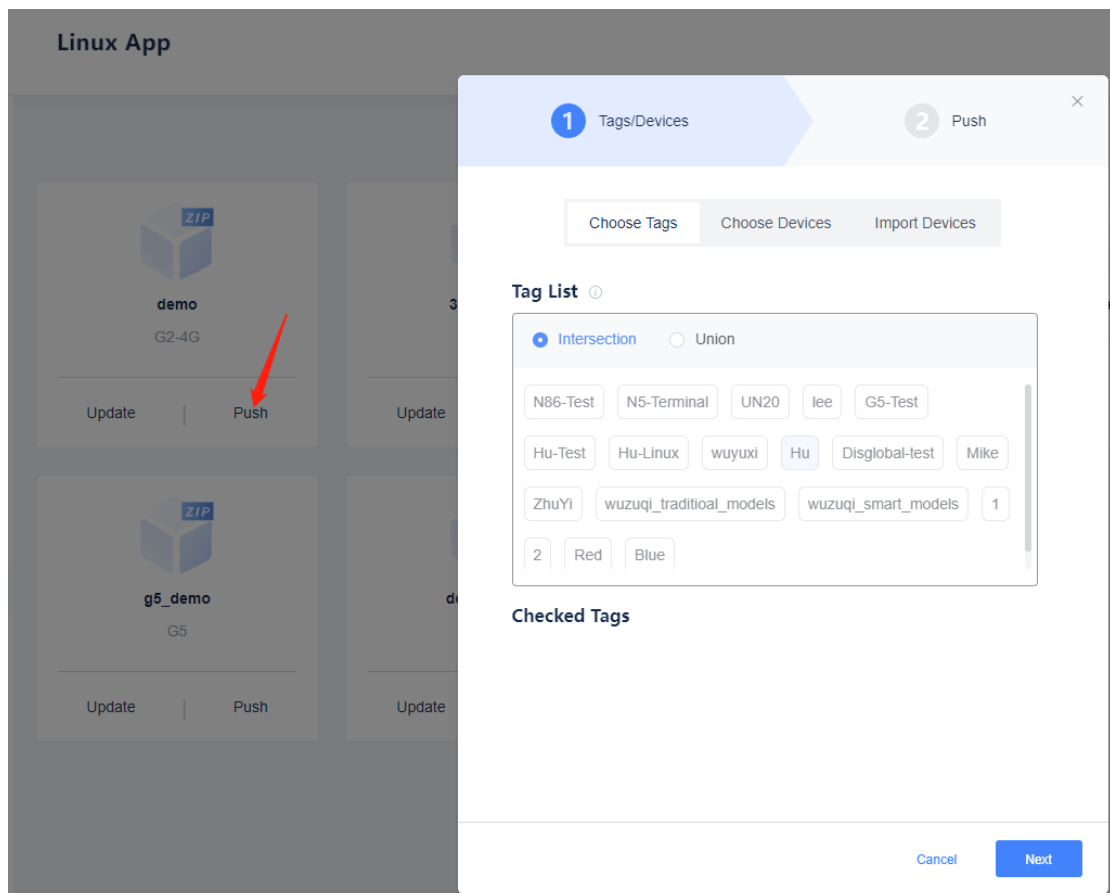 Linux App
1 Tags/Devices
2 Push
Choose Tags Choose Devices Import Devices
Tag List
Intersection Union
N86-Test N5-Terminal UN20 lee G5-Test
Hu-Test Hu-Linux wuyuxi Hu Disglobal-test Mike
ZhuYi wuzuqi_traditioal_models wuzuqi_smart_models 1
2 Red Blue
Checked Tags
Cancel Next
ZIP
demo
G2-4G
Update | Push
3
Update
ZIP
g5_demo
G5
Update | Push
de
Update